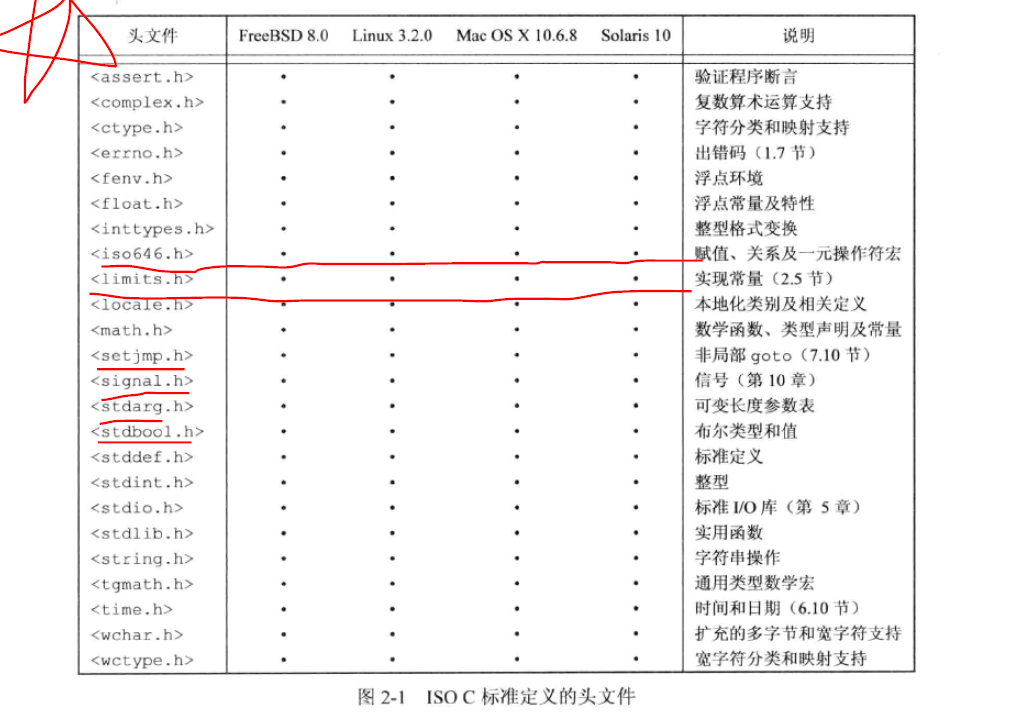 头文件 FreeBSD 8.0 Linux 3.2.0 Mac OS X 10.6.8 Solaris 10 说明
<assert.h> • • • • 验证程序断言
<complex.h> • • • • 复数算术运算支持
<ctype.h> • • • • 字符分类和映射支持
<errno.h> • • • • 出错码（1.7 节）
<fenv.h> • • • • 浮点环境
<float.h> • • • • 浮点常量及特性
<inttypes.h> • • • • 整型格式变换
<iso646.h> • • • • 赋值、关系及一元操作符宏
<limits.h> • • • • 实现常量（2.5 节）
<locale.h> • • • • 本地化类别及相关定义
<math.h> • • • • 数学函数、类型声明及常量
<setjmp.h> • • • • 非局部 goto（7.10 节）
<signal.h> • • • • 信号（第 10 章）
<stdarg.h> • • • • 可变长度参数表
<stdbool.h> • • • • 布尔类型和值
<stddef.h> • • • • 标准定义
<stdint.h> • • • • 整型
<stdio.h> • • • • 标准 I/O 库（第 5 章）
<stdlib.h> • • • • 实用函数
<string.h> • • • • 字符串操作
<tgmath.h> • • • • 通用类型数学宏
<time.h> • • • • 时间和日期（6.10 节）
<wchar.h> • • • • 扩充的多字节和宽字符支持
<wctype.h> • • • • 宽字符分类和映射支持
图 2-1 ISO C 标准定义的头文件